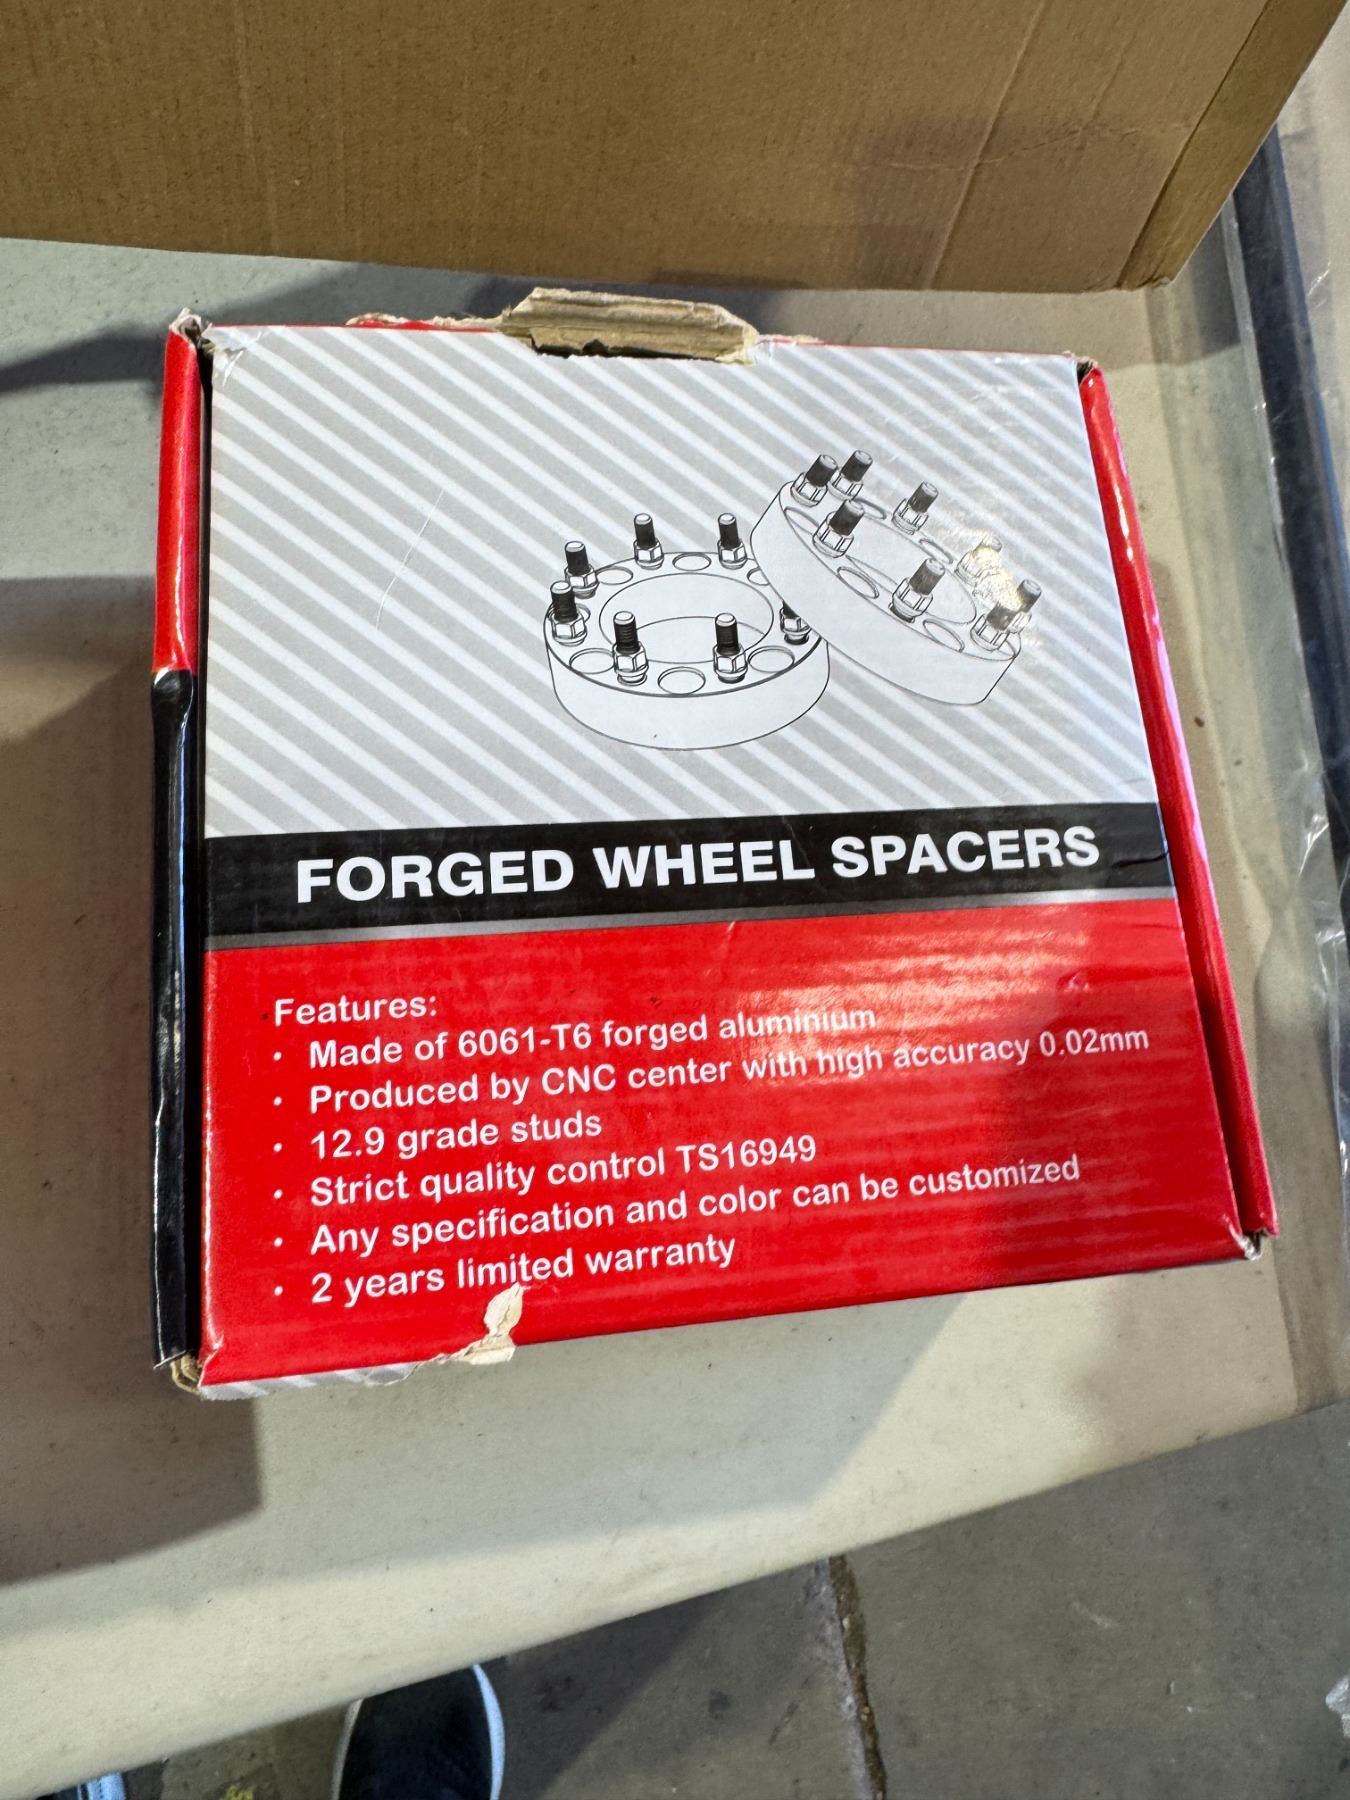 FORGED WHEEL SPACERS
Features:
· Made of 6061-T6 forged aluminium
· Produced by CNC center with high accuracy 0.02mm
· 12.9 grade studs
· Strict quality control TS16949
· Any specification and color can be customized
· 2 years limited warranty